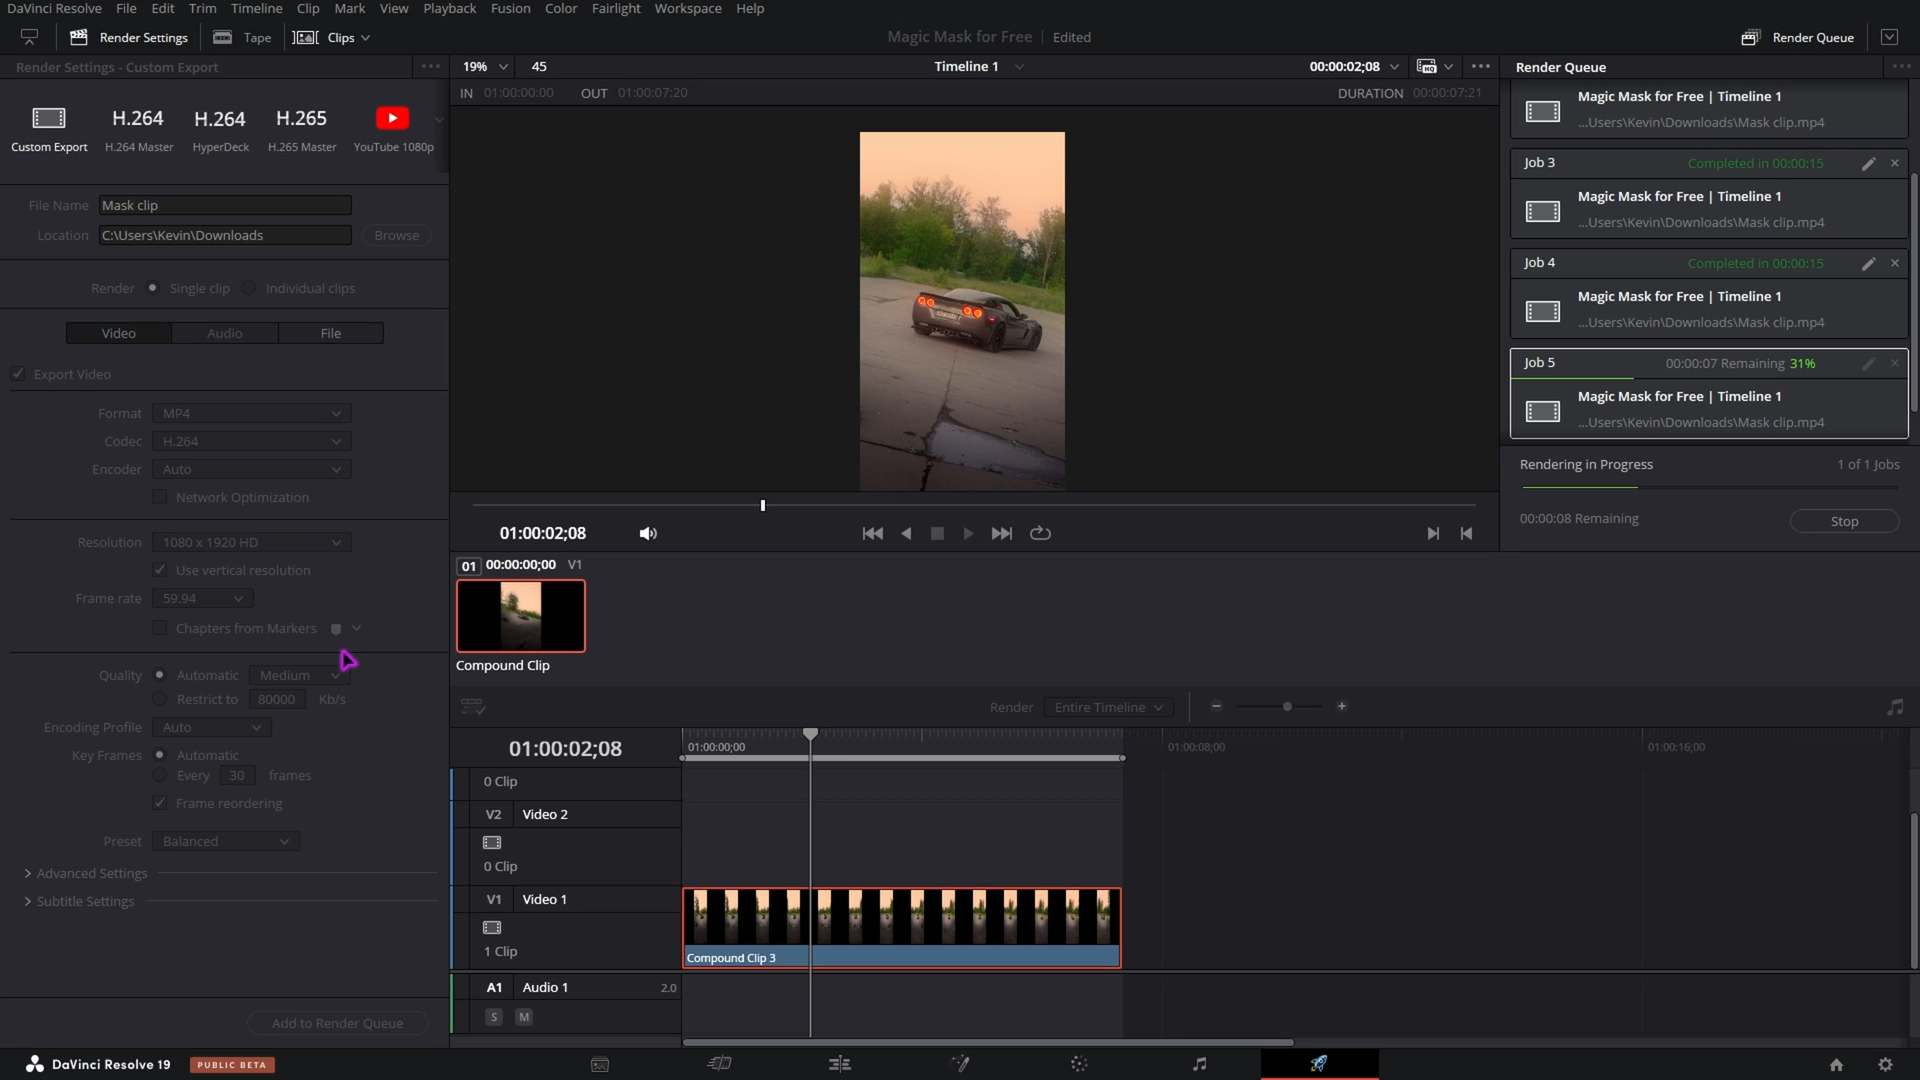 DaVinci Resolve File Edit Trim Timeline Clip Mark View Playback Fusion Color Fairlight Workspace Help
Render Settings Tape Clips Magic Mask for Free Edited Render Queue
Render Settings - Custom Export
19% 45 Timeline 1 00:00:02;08
Render Queue
IN 01:00:00:00 OUT 01:00:07:20 DURATION 00:00:07:21
H.264 H.264 H.265
Custom Export H.264 Master HyperDeck H.265 Master YouTube 1080p
File Name Mask clip
Location C:\Users\Kevin\Downloads Browse
Render Single clip Individual clips
Video Audio File
Export Video
Format MP4
Codec H.264
Encoder Auto
Network Optimization
Resolution 1080 x 1920 HD
Use vertical resolution
Frame rate 59.94
Chapters from Markers
Quality Automatic Medium
Restrict to 80000 Kb/s
Encoding Profile Auto
Key Frames Automatic
Every 30 frames
Frame reordering
Preset Balanced
Advanced Settings
Subtitle Settings
Add to Render Queue
Magic Mask for Free | Timeline 1
...Users\Kevin\Downloads\Mask clip.mp4
Job 3 Completed in 00:00:15
Magic Mask for Free | Timeline 1
...Users\Kevin\Downloads\Mask clip.mp4
Job 4 Completed in 00:00:15
Magic Mask for Free | Timeline 1
...Users\Kevin\Downloads\Mask clip.mp4
Job 5 00:00:07 Remaining 31%
Magic Mask for Free | Timeline 1
...Users\Kevin\Downloads\Mask clip.mp4
Rendering in Progress 1 of 1 Jobs
00:00:08 Remaining Stop
01:00:02;08
01 00:00:00;00 V1
Compound Clip
Render Entire Timeline
01:00:02;08 01:00:00;00 01:00:08;00 01:00:16;00
0 Clip
V2 Video 2
0 Clip
V1 Video 1
1 Clip
Compound Clip 3
A1 Audio 1 2.0
S M
DaVinci Resolve 19 PUBLIC BETA